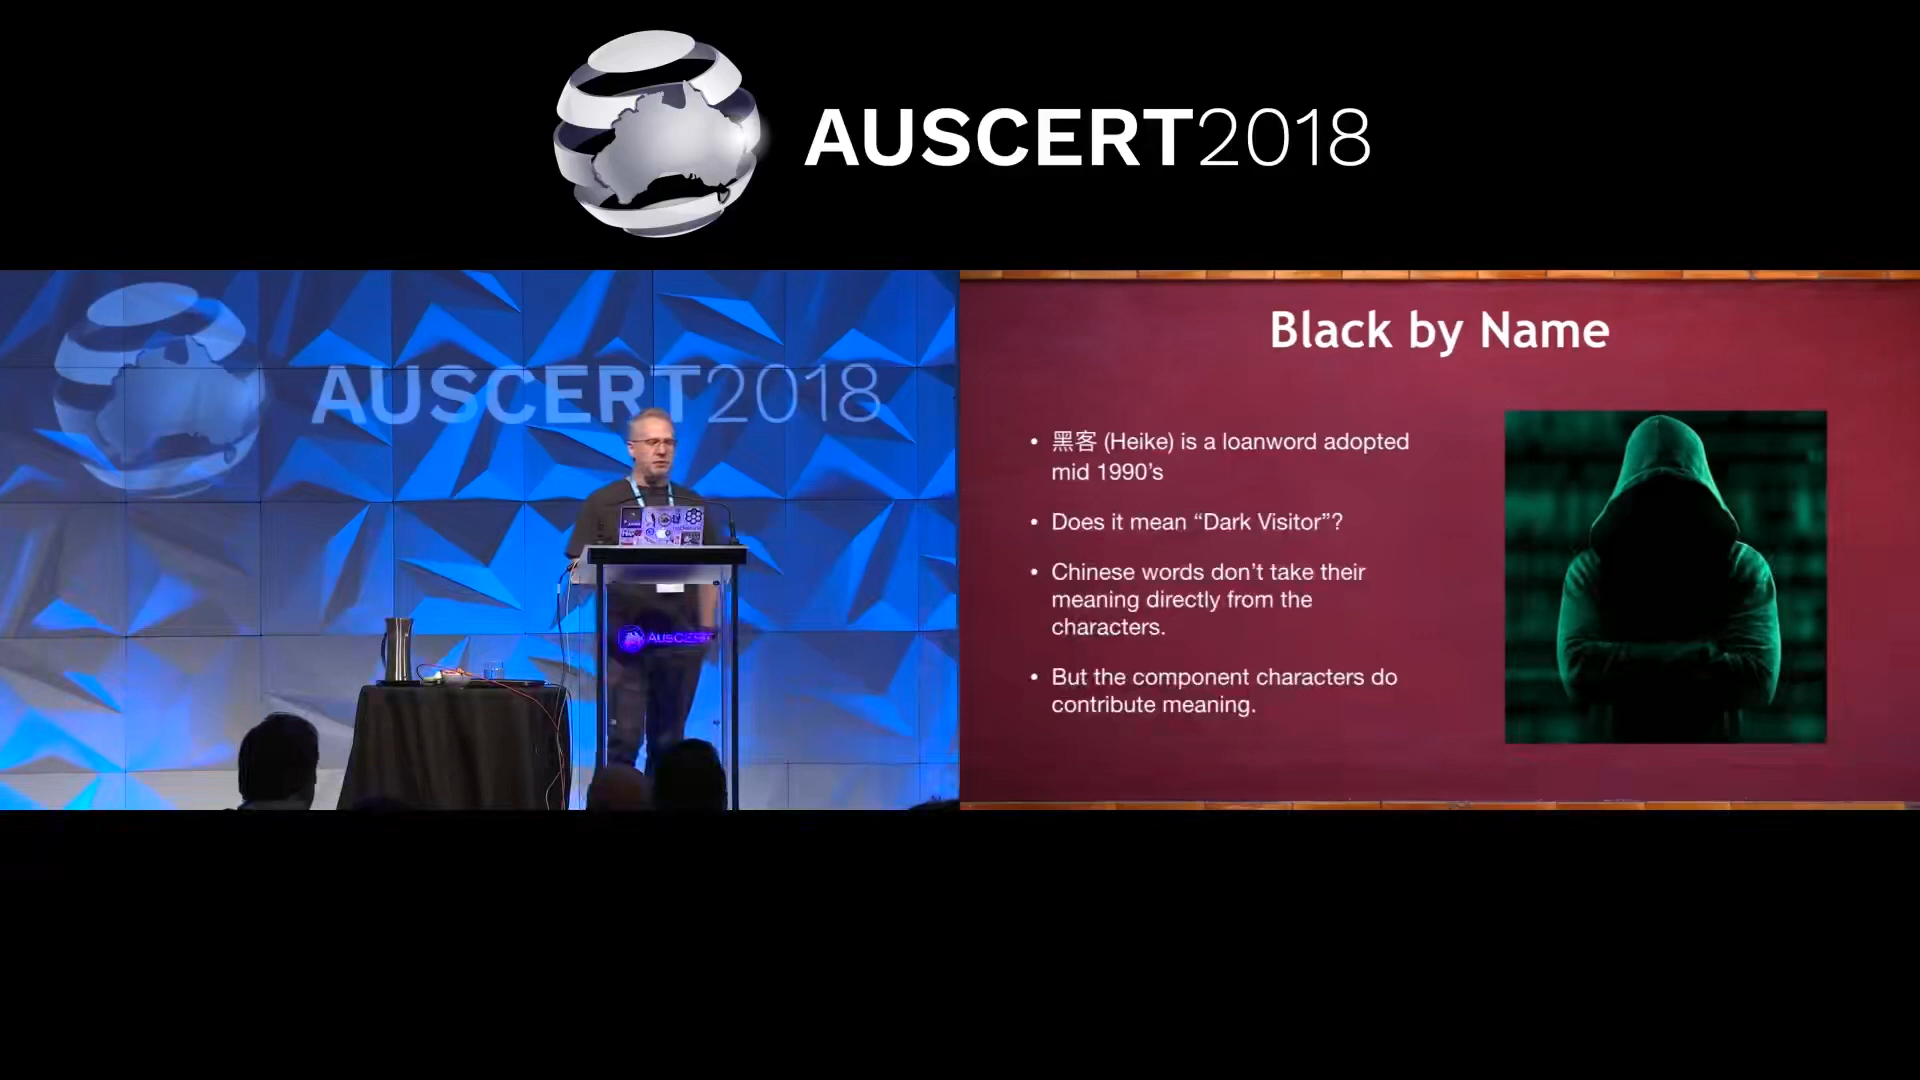 AUSCERT2018
AUSCERT2018
AUSCERT
Black by Name
• 黑客 (Heike) is a loanword adopted
mid 1990’s
• Does it mean “Dark Visitor”?
• Chinese words don’t take their
meaning directly from the
characters.
• But the component characters do
contribute meaning.